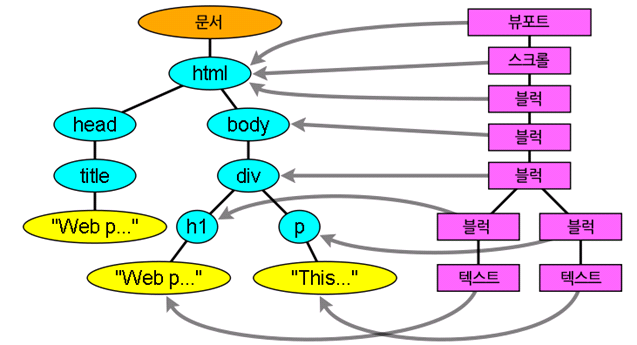 문서
뷰포트
html
스크롤
블럭
head
body
블럭
title
div
블럭
"Web p..."
h1
p
블럭
블럭
"Web p..."
"This..."
텍스트
텍스트